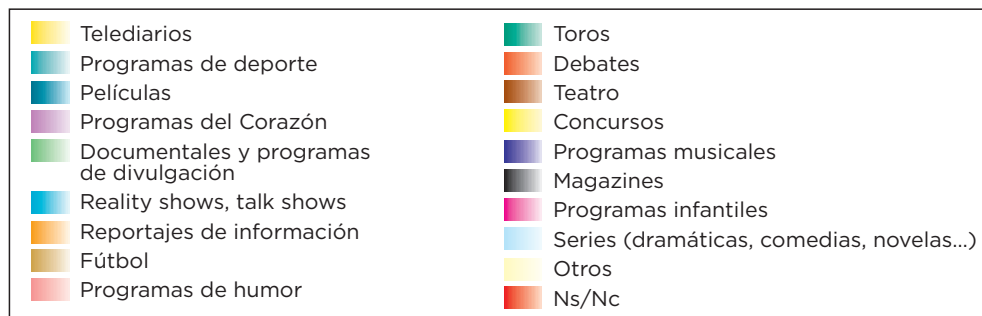 Telediarios
Programas de deporte
Películas
Programas del Corazón
Documentales y programas
de divulgación
Reality shows, talk shows
Reportajes de información
Fútbol
Programas de humor
Toros
Debates
Teatro
Concursos
Programas musicales
Magazines
Programas infantiles
Series (dramáticas, comedias, novelas...)
Otros
Ns/Nc